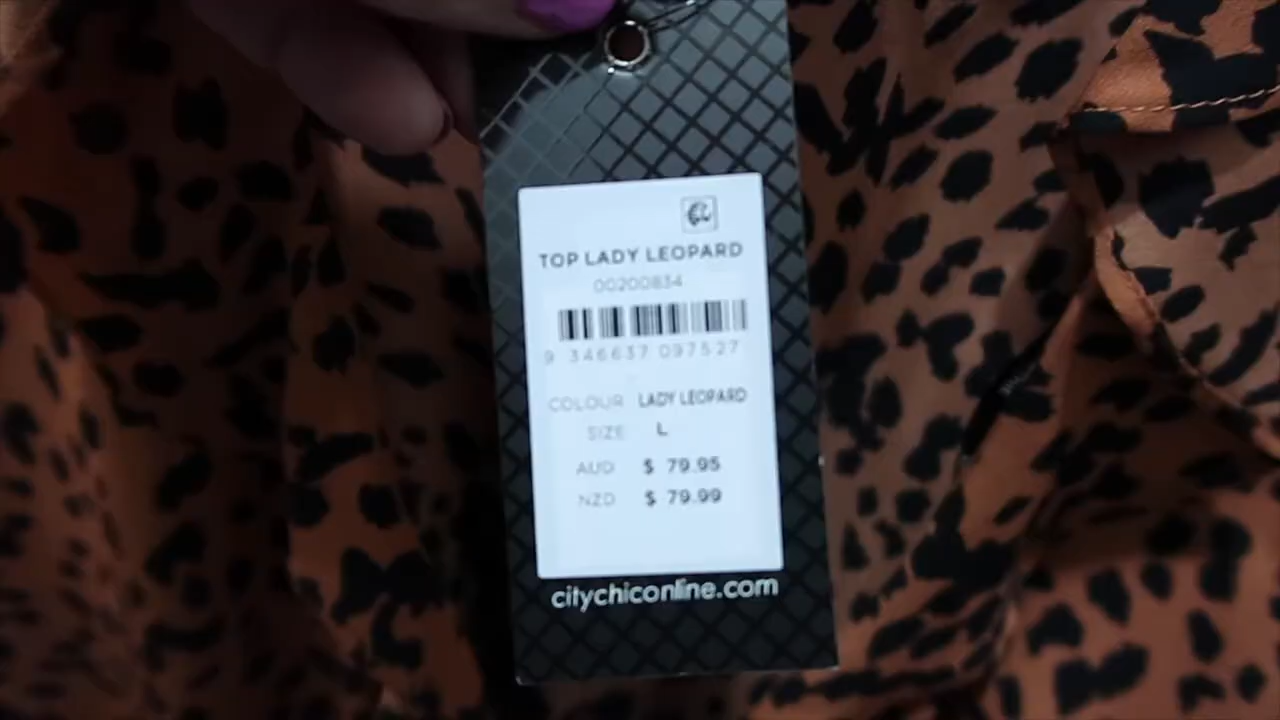 TOP LADY LEOPARD
00200834
9 346637 097527
COLOUR LADY LEOPARD
SIZE L
AUD $ 79.95
NZD $ 79.99
citychiconline.com